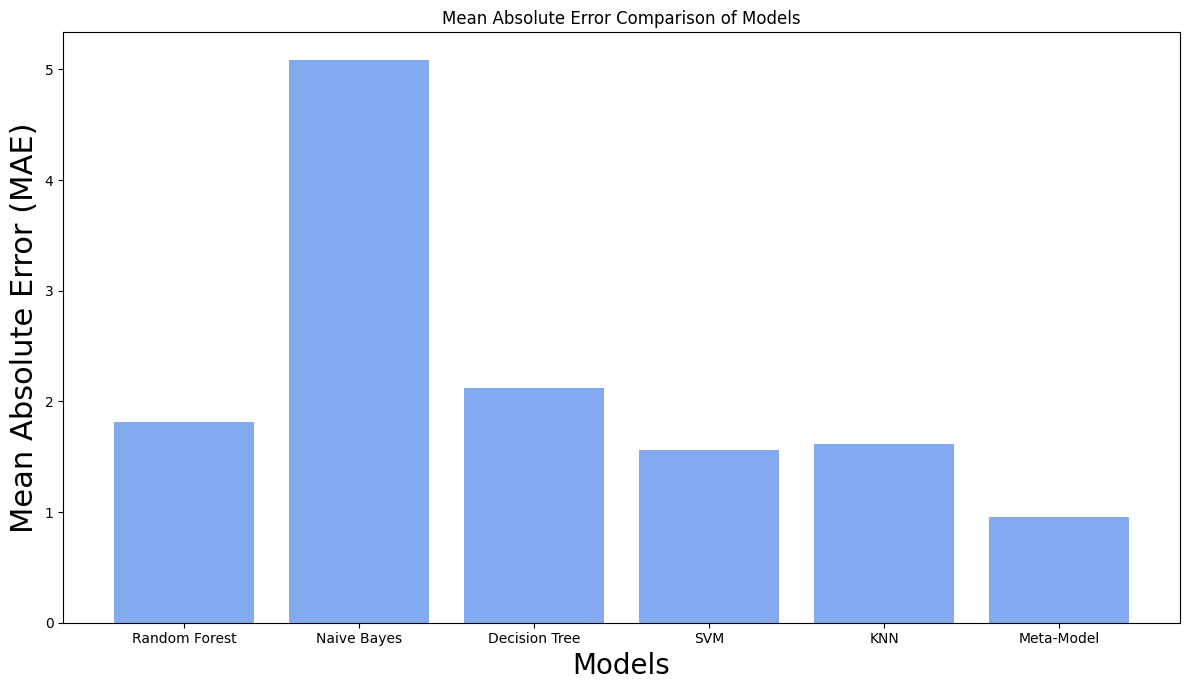 Mean Absolute Error Comparison of Models
Mean Absolute Error (MAE)
5
4
3
2
1
0
Random Forest Naive Bayes Decision Tree SVM KNN Meta-Model
Models